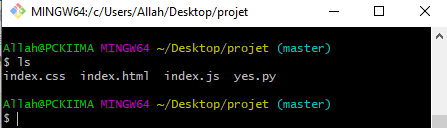 MINGW64:/c/Users/Allah/Desktop/projet
Allah@PCKIIMA MINGW64 ~/Desktop/projet (master)
$ ls
index.css  index.html  index.js  yes.py
Allah@PCKIIMA MINGW64 ~/Desktop/projet (master)
$